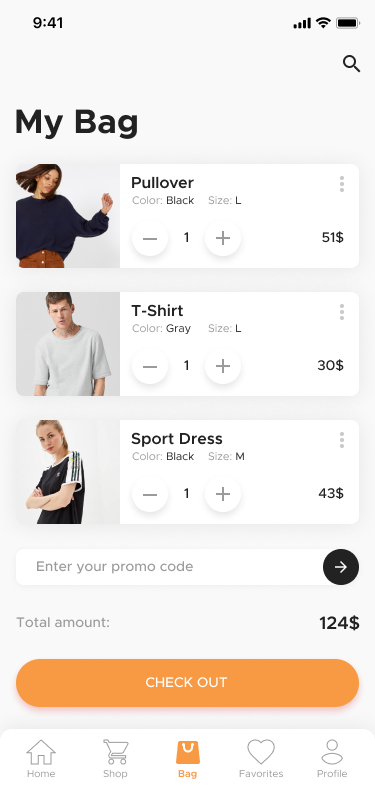 9:41
My Bag
Pullover
Color: Black Size: L
1
51$
T-Shirt
Color: Gray Size: L
1
30$
Sport Dress
Color: Black Size: M
1
43$
Enter your promo code
Total amount: 124$
CHECK OUT
Home Shop Bag Favorites Profile